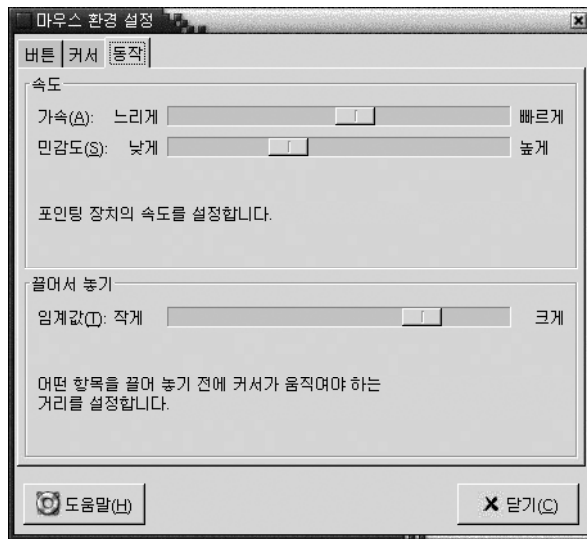 마우스 환경 설정
버튼 커서 동작
속도
가속(A): 느리게 빠르게
민감도(S): 낮게 높게
포인팅 장치의 속도를 설정합니다.
끌어서 놓기
임계값(T): 작게 크게
어떤 항목을 끌어 놓기 전에 커서가 움직여야 하는
거리를 설정합니다.
도움말(H) 닫기(C)